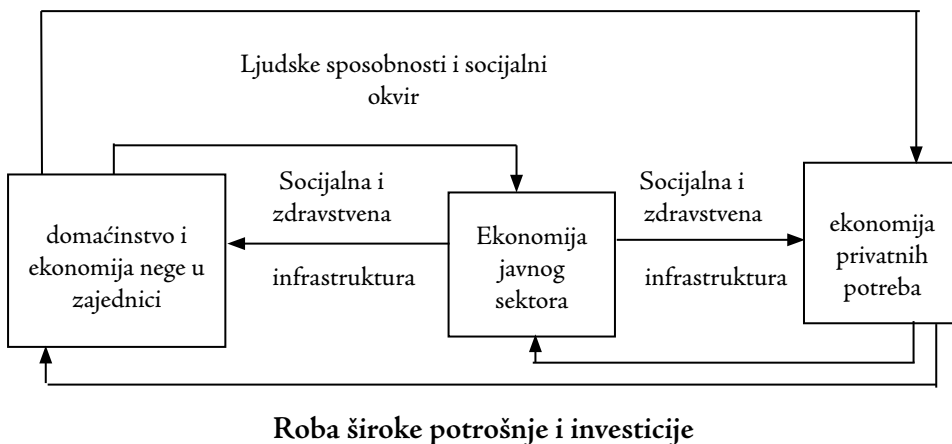 Ljudske sposobnosti i socijalni
okvir
domaćinstvo i
ekonomija nege u
zajednici
Socijalna i
zdravstvena
infrastruktura
Ekonomija
javnog
sektora
Socijalna i
zdravstvena
infrastruktura
ekonomija
privatnih
potreba
Roba široke potrošnje i investicije